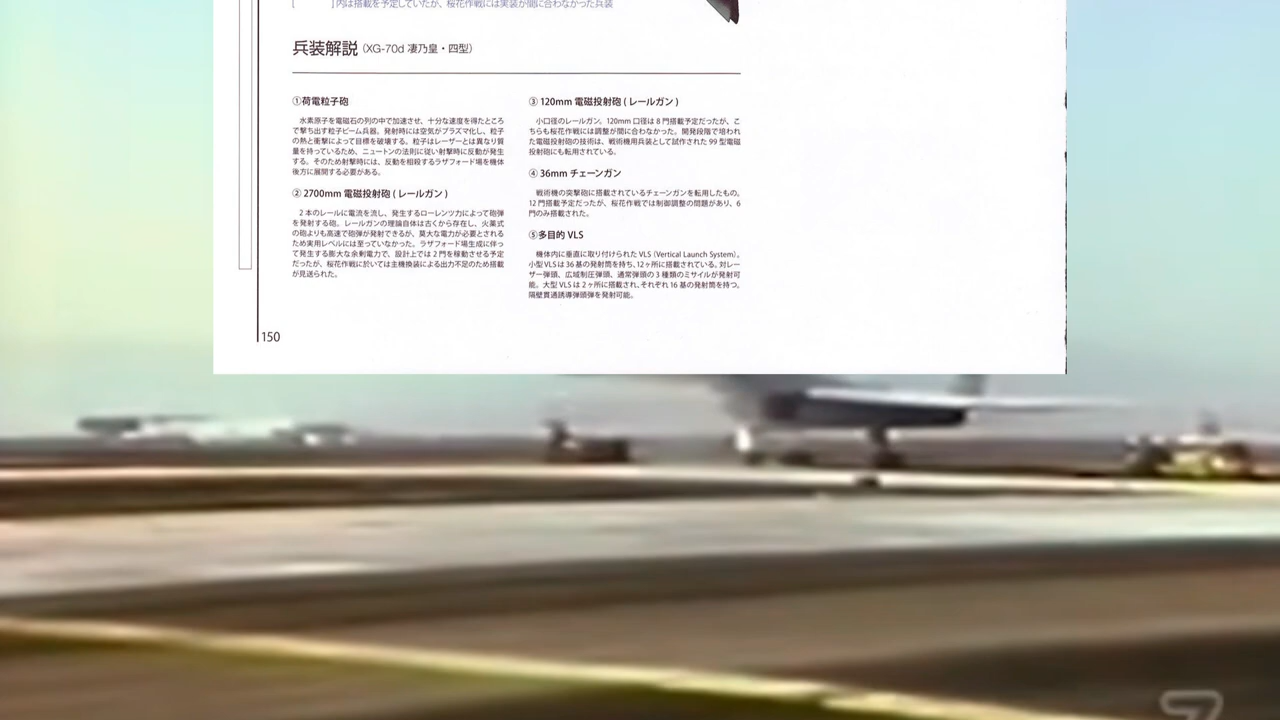 [　　　]内は搭載を予定していたが、桜花作戦には実装が間に合わなかった兵装
兵装解説 (XG-70d 凄乃皇・四型)
①荷電粒子砲
水素原子を電磁石の列の中で加速させ、十分な速度を得たところ
で撃ち出す粒子ビーム兵器。発射時には空気がプラズマ化し、粒子
の熱と衝撃によって目標を破壊する。粒子はレーザーとは異なり質
量を持っているため、ニュートンの法則に従い射撃時に反動が発生
する。そのため射撃時には、反動を相殺するラザフォード場を機体
後方に展開する必要がある。
② 2700mm 電磁投射砲 ( レールガン )
2 本のレールに電流を流し、発生するローレンツ力によって砲弾
を発射する砲。レールガンの理論自体は古くから存在し、火薬式
の砲よりも高速で砲弾が発射できるが、莫大な電力が必要とされる
ため実用レベルには至っていなかった。ラザフォード場生成に伴っ
て発生する膨大な余剰電力で、設計上では 2 門を稼動させる予定
だったが、桜花作戦に於いては主機換装による出力不足のため搭載
が見送られた。
③ 120mm 電磁投射砲 ( レールガン )
小口径のレールガン。120mm 口径は 8 門搭載予定だったが、こ
ちらも桜花作戦には調整が間に合わなかった。開発段階で培われ
た電磁投射砲の技術は、戦術機用兵装として試作された 99 型電磁
投射砲にも転用されている。
④ 36mm チェーンガン
戦術機の突撃砲に搭載されているチェーンガンを転用したもの。
12 門搭載予定だったが、桜花作戦では制御調整の問題があり、6
門のみ搭載された。
⑤多目的 VLS
機体内に垂直に取り付けられた VLS (Vertical Launch System)。
小型 VLS は 36 基の発射筒を持ち、12ヶ所に搭載されている。対レー
ザー弾頭、広域制圧弾頭、通常弾頭の 3 種類のミサイルが発射可
能。大型 VLS は 2 ヶ所に搭載され、それぞれ 16 基の発射筒を持つ。
隔壁貫通誘導弾頭弾を発射可能。
150
7